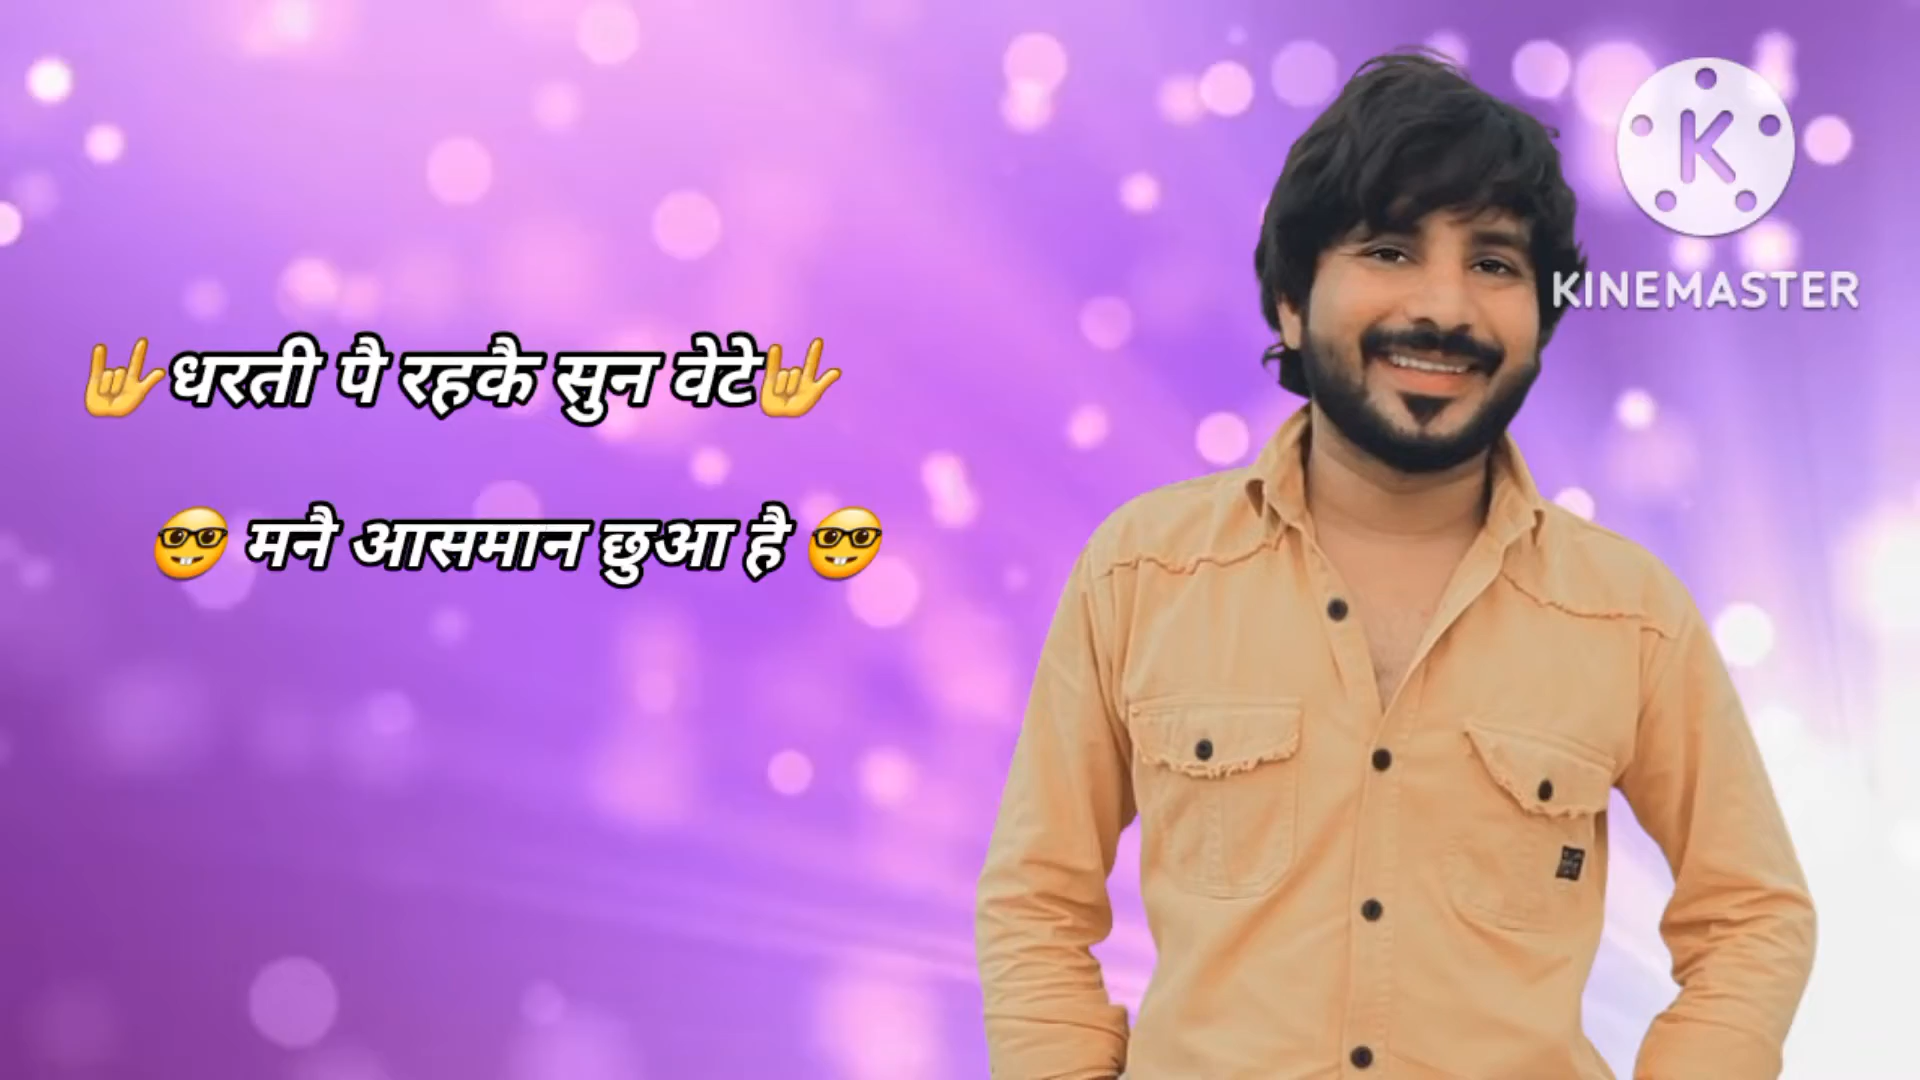 🤟धरती पै रहकै सुन वेटे🤟
🤓 मनै आसमान छुआ है 🤓
K
KINEMASTER